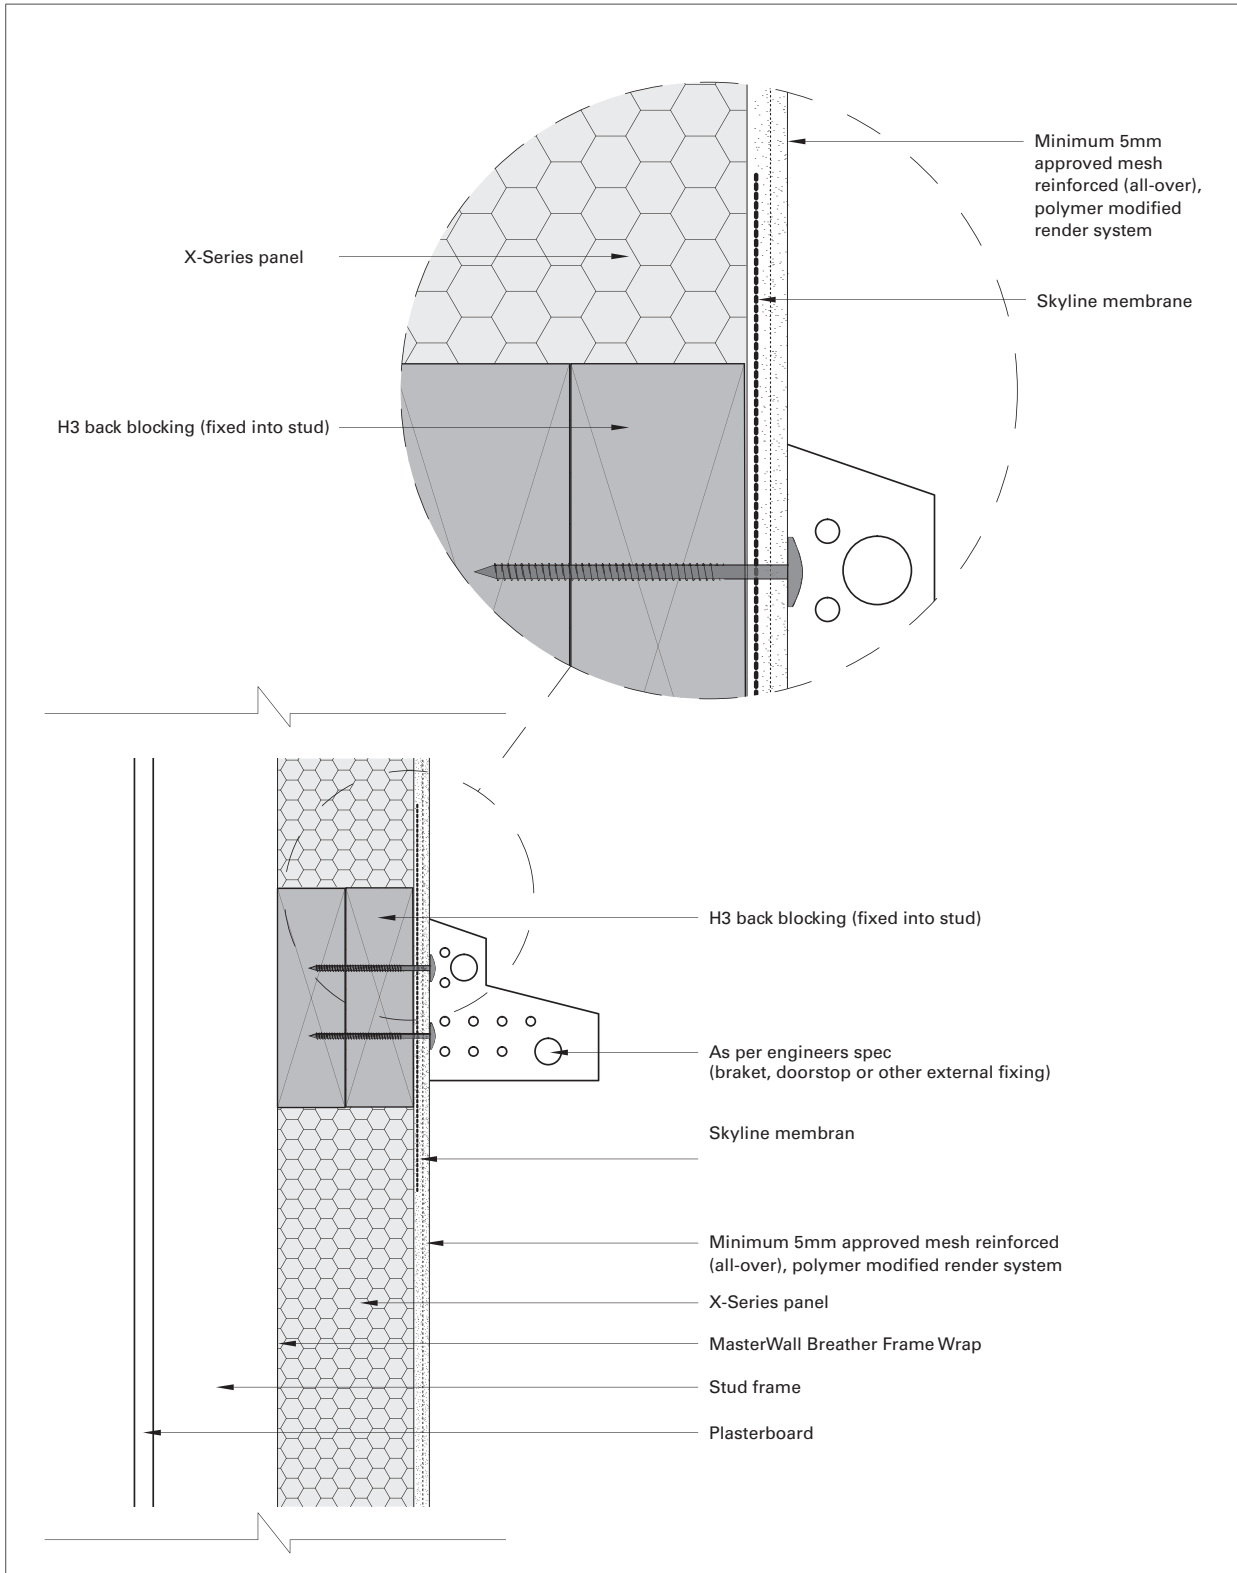 Minimum 5mm
approved mesh
reinforced (all-over),
polymer modified
render system
X-Series panel
Skyline membrane
H3 back blocking (fixed into stud)
H3 back blocking (fixed into stud)
As per engineers spec
(braket, doorstop or other external fixing)
Skyline membran
Minimum 5mm approved mesh reinforced
(all-over), polymer modified render system
X-Series panel
MasterWall Breather Frame Wrap
Stud frame
Plasterboard